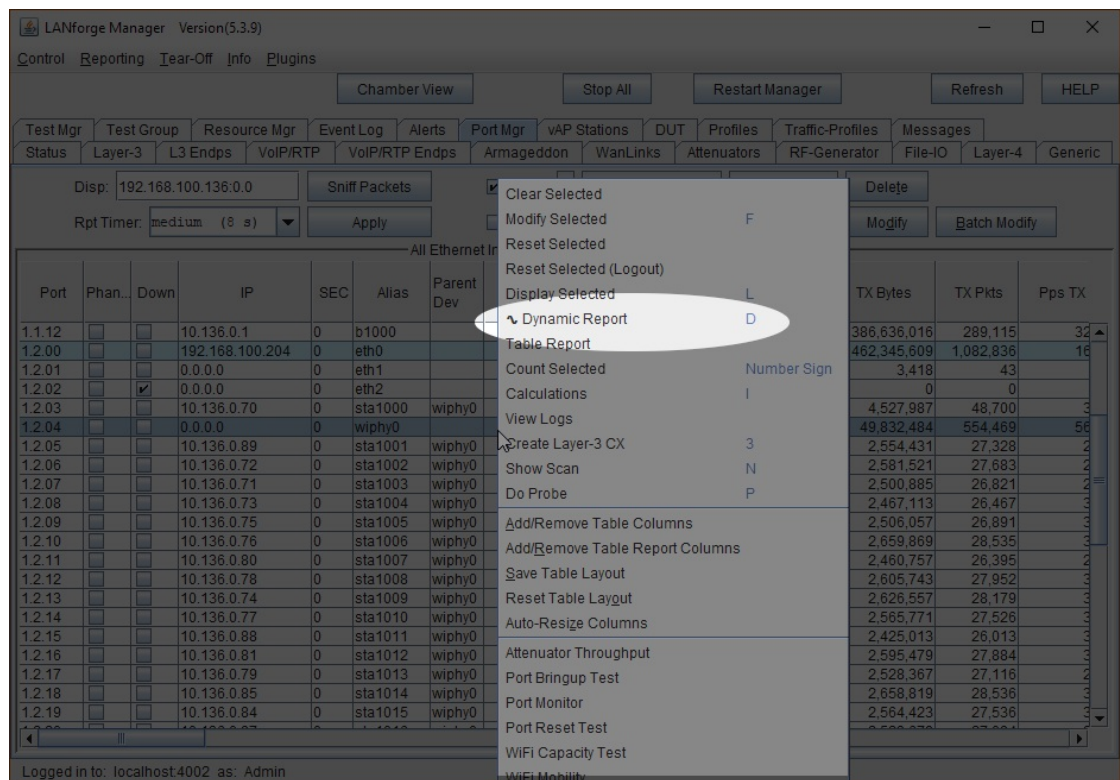 LANforge Manager Version(5.3.9)
Control Reporting Tear-Off Info Plugins
Chamber View Stop All Restart Manager Refresh HELP
Test Mgr Test Group Resource Mgr Event Log Alerts Port Mgr vAP Stations DUT Profiles Traffic-Profiles Messages
Status Layer-3 L3 Endps VoIP/RTP VoIP/RTP Endps Armageddon WanLinks Attenuators RF-Generator File-IO Layer-4 Generic
Disp: 192.168.100.136:0.0 Sniff Packets Delete
Rpt Timer: medium (8 s) Apply Modify Batch Modify
All Ethernet In
Port Phan... Down IP SEC Alias Parent Dev TX Bytes TX Pkts Pps TX
1.1.12 10.136.0.1 0 b1000 386,636,016 289,115 32
1.2.00 192.168.100.204 0 eth0 462,345,609 1,082,836 16
1.2.01 0.0.0.0 0 eth1 3,418 43
1.2.02 0.0.0.0 0 eth2 0 0
1.2.03 10.136.0.70 0 sta1000 wiphy0 4,527,987 48,700 3
1.2.04 0.0.0.0 0 wiphy0 49,832,484 554,469 56
1.2.05 10.136.0.89 0 sta1001 wiphy0 2,554,431 27,328 2
1.2.06 10.136.0.72 0 sta1002 wiphy0 2,581,521 27,683 2
1.2.07 10.136.0.71 0 sta1003 wiphy0 2,500,885 26,821 2
1.2.08 10.136.0.73 0 sta1004 wiphy0 2,467,113 26,467 3
1.2.09 10.136.0.75 0 sta1005 wiphy0 2,506,057 26,891 3
1.2.10 10.136.0.76 0 sta1006 wiphy0 2,659,869 28,535 3
1.2.11 10.136.0.80 0 sta1007 wiphy0 2,460,757 26,395 2
1.2.12 10.136.0.78 0 sta1008 wiphy0 2,605,743 27,952 3
1.2.13 10.136.0.74 0 sta1009 wiphy0 2,626,557 28,179 3
1.2.14 10.136.0.77 0 sta1010 wiphy0 2,565,771 27,526 3
1.2.15 10.136.0.88 0 sta1011 wiphy0 2,425,013 26,013 3
1.2.16 10.136.0.81 0 sta1012 wiphy0 2,595,479 27,884 3
1.2.17 10.136.0.79 0 sta1013 wiphy0 2,528,367 27,116 2
1.2.18 10.136.0.85 0 sta1014 wiphy0 2,658,819 28,536 3
1.2.19 10.136.0.84 0 sta1015 wiphy0 2,564,423 27,536 3
Clear Selected
Modify Selected F
Reset Selected
Reset Selected (Logout)
Display Selected L
∿ Dynamic Report D
Table Report
Count Selected Number Sign
Calculations I
View Logs
Create Layer-3 CX 3
Show Scan N
Do Probe P
Add/Remove Table Columns
Add/Remove Table Report Columns
Save Table Layout
Reset Table Layout
Auto-Resize Columns
Attenuator Throughput
Port Bringup Test
Port Monitor
Port Reset Test
WiFi Capacity Test
WiFi Mobility
Logged in to: localhost:4002 as: Admin